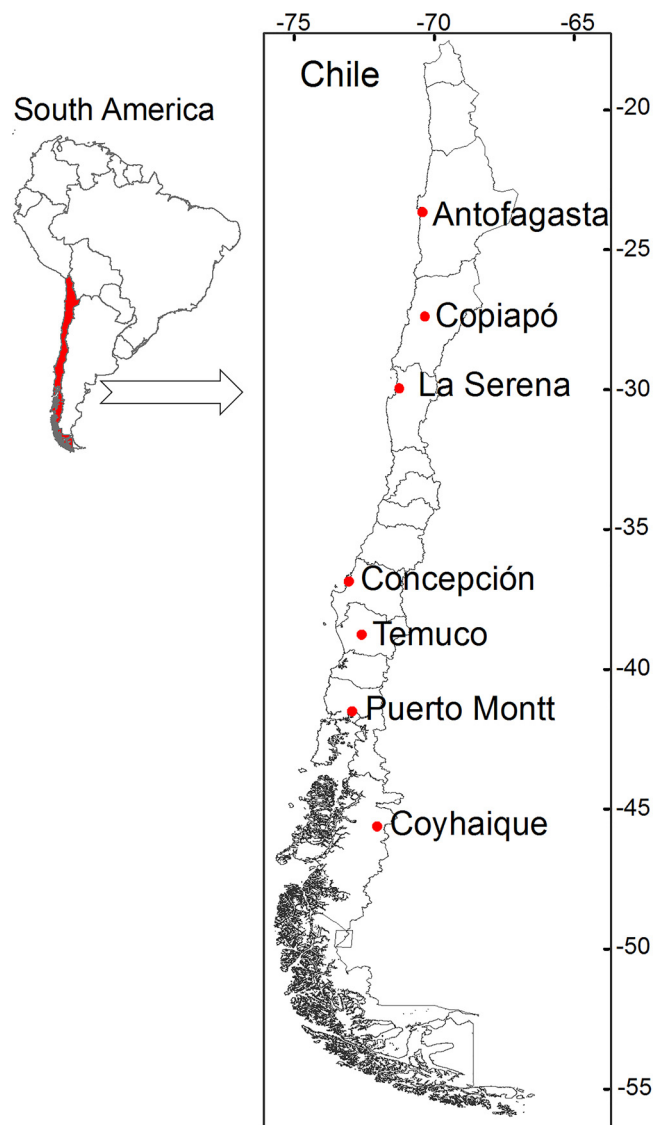 -75 -70 -65
Chile
South America
-20
Antofagasta
-25
Copiapó
La Serena
-30
-35
Concepción
Temuco
-40
Puerto Montt
-45
Coyhaique
-50
-55